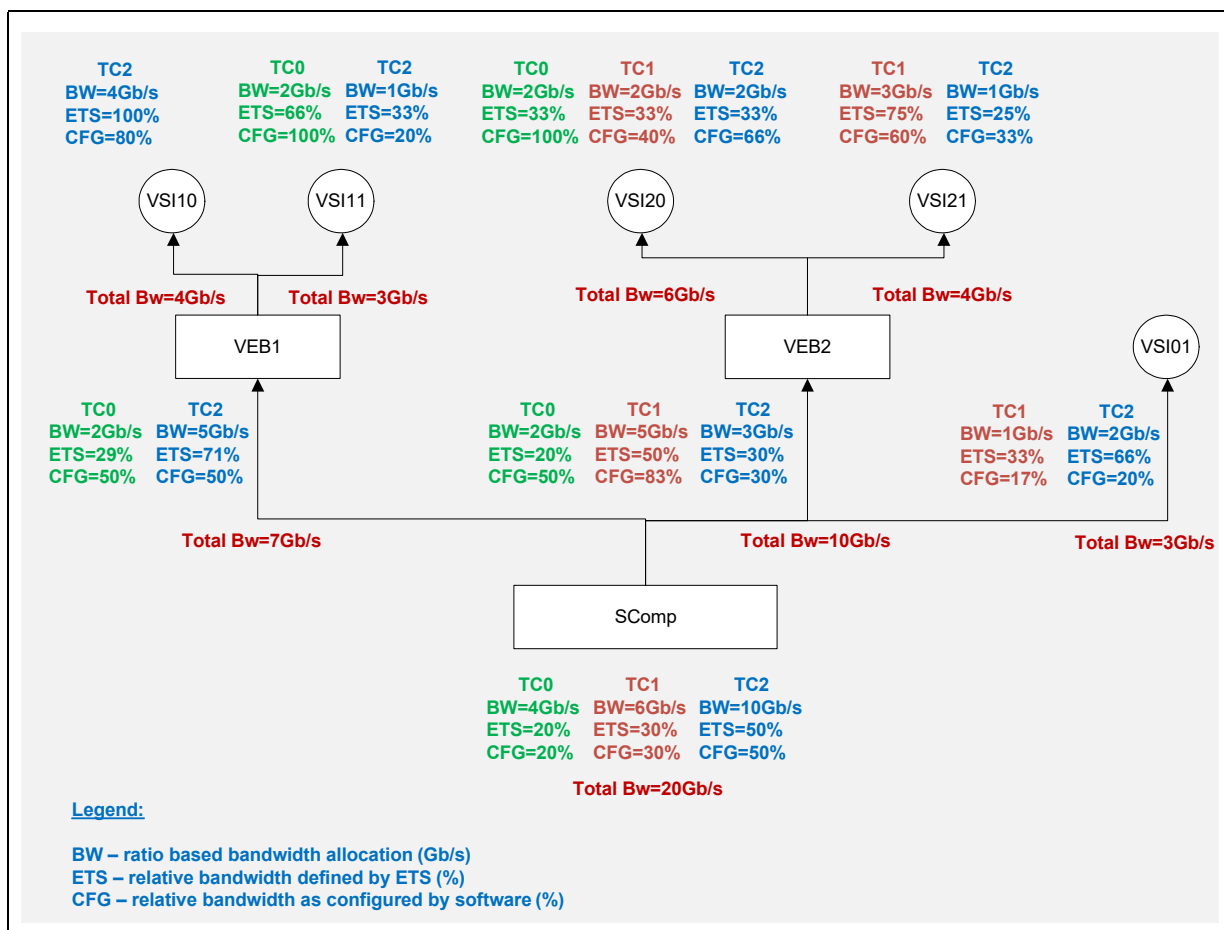 TC2
BW=4Gb/s
ETS=100%
CFG=80%
TC0
BW=2Gb/s
ETS=66%
CFG=100%
TC2
BW=1Gb/s
ETS=33%
CFG=20%
TC0
BW=2Gb/s
ETS=33%
CFG=100%
TC1
BW=2Gb/s
ETS=33%
CFG=40%
TC2
BW=2Gb/s
ETS=33%
CFG=66%
TC1
BW=3Gb/s
ETS=75%
CFG=60%
TC2
BW=1Gb/s
ETS=25%
CFG=33%
VSI10
VSI11
VSI20
VSI21
Total Bw=4Gb/s
Total Bw=3Gb/s
Total Bw=6Gb/s
Total Bw=4Gb/s
VEB1
VEB2
VSI01
TC0
BW=2Gb/s
ETS=29%
CFG=50%
TC2
BW=5Gb/s
ETS=71%
CFG=50%
TC0
BW=2Gb/s
ETS=20%
CFG=50%
TC1
BW=5Gb/s
ETS=50%
CFG=83%
TC2
BW=3Gb/s
ETS=30%
CFG=30%
TC1
BW=1Gb/s
ETS=33%
CFG=17%
TC2
BW=2Gb/s
ETS=66%
CFG=20%
Total Bw=7Gb/s
Total Bw=10Gb/s
Total Bw=3Gb/s
SComp
TC0
BW=4Gb/s
ETS=20%
CFG=20%
TC1
BW=6Gb/s
ETS=30%
CFG=30%
TC2
BW=10Gb/s
ETS=50%
CFG=50%
Total Bw=20Gb/s
Legend:
BW – ratio based bandwidth allocation (Gb/s)
ETS – relative bandwidth defined by ETS (%)
CFG – relative bandwidth as configured by software (%)